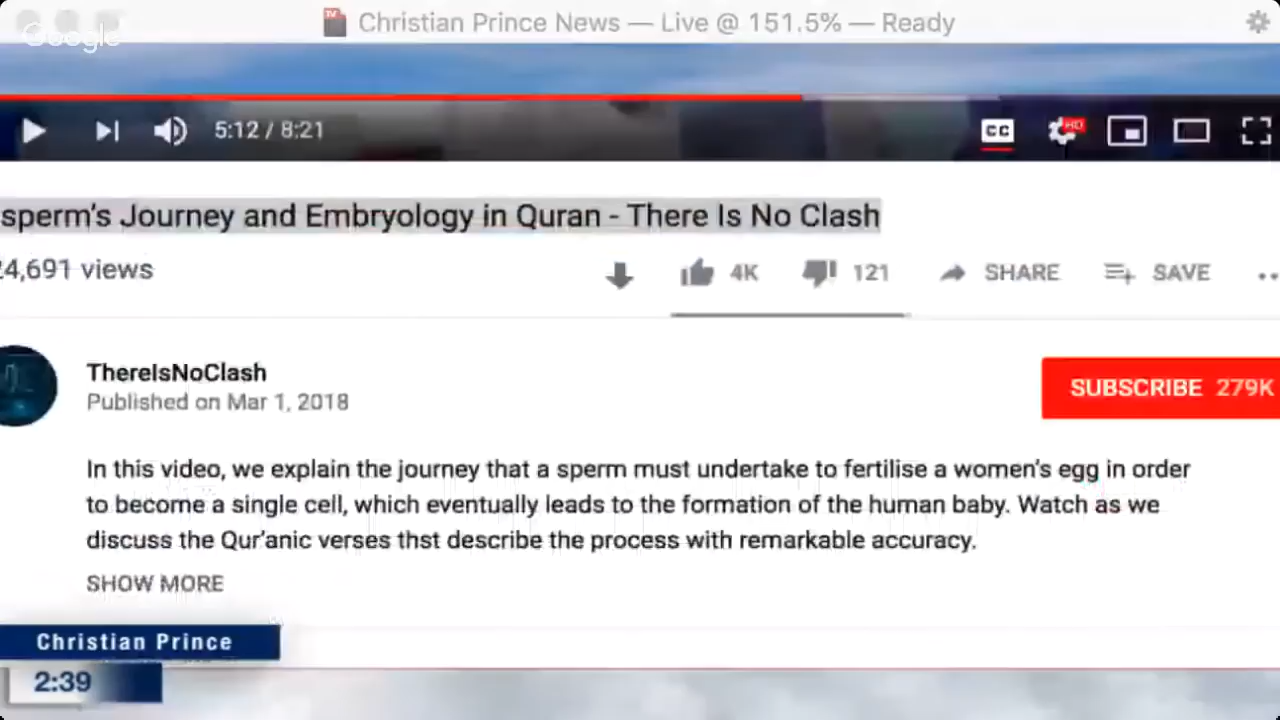 Google
Christian Prince News — Live @ 151.5% — Ready
5:12 / 8:21
CC
HD
sperm's Journey and Embryology in Quran - There Is No Clash
24,691 views
4K
121
SHARE
SAVE
ThereIsNoClash
Published on Mar 1, 2018
SUBSCRIBE 279K
In this video, we explain the journey that a sperm must undertake to fertilise a women's egg in order
to become a single cell, which eventually leads to the formation of the human baby. Watch as we
discuss the Qur'anic verses thst describe the process with remarkable accuracy.
SHOW MORE
Christian Prince
2:39